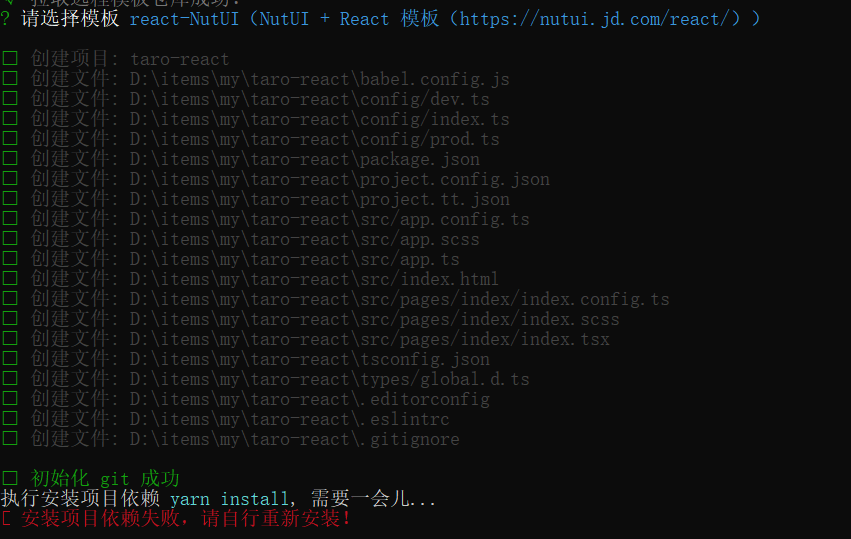 √ 拉取远程模板仓库成功!
? 请选择模板 react-NutUI（NutUI + React 模板（https://nutui.jd.com/react/））
创建项目: taro-react
创建文件: D:\items\my\taro-react\babel.config.js
创建文件: D:\items\my\taro-react\config/dev.ts
创建文件: D:\items\my\taro-react\config/index.ts
创建文件: D:\items\my\taro-react\config/prod.ts
创建文件: D:\items\my\taro-react\package.json
创建文件: D:\items\my\taro-react\project.config.json
创建文件: D:\items\my\taro-react\project.tt.json
创建文件: D:\items\my\taro-react\src/app.config.ts
创建文件: D:\items\my\taro-react\src/app.scss
创建文件: D:\items\my\taro-react\src/app.ts
创建文件: D:\items\my\taro-react\src/index.html
创建文件: D:\items\my\taro-react\src/pages/index/index.config.ts
创建文件: D:\items\my\taro-react\src/pages/index/index.scss
创建文件: D:\items\my\taro-react\src/pages/index/index.tsx
创建文件: D:\items\my\taro-react\tsconfig.json
创建文件: D:\items\my\taro-react\types/global.d.ts
创建文件: D:\items\my\taro-react\.editorconfig
创建文件: D:\items\my\taro-react\.eslintrc
创建文件: D:\items\my\taro-react\.gitignore
初始化 git 成功
执行安装项目依赖 yarn install, 需要一会儿...
[ 安装项目依赖失败，请自行重新安装！